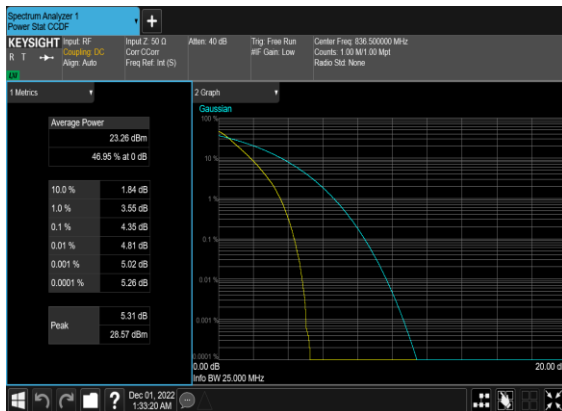 Spectrum Analyzer 1
Power Stat CCDF
KEYSIGHT
R T
LXI
Input: RF
Coupling: DC
Align: Auto
Input Z: 50 Ω
Corr CCorr
Freq Ref: Int (S)
Atten: 40 dB
Trig: Free Run
#IF Gain: Low
Center Freq: 836.500000 MHz
Counts: 1.00 M/1.00 Mpt
Radio Std: None
1 Metrics
Average Power
23.26 dBm
46.95 % at 0 dB
10.0 % 1.84 dB
1.0 % 3.55 dB
0.1 % 4.35 dB
0.01 % 4.81 dB
0.001 % 5.02 dB
0.0001 % 5.26 dB
Peak
5.31 dB
28.57 dBm
2 Graph
Gaussian
100 %
10 %
1 %
0.1 %
0.01 %
0.001 %
0.0001 %
0.00 dB
20.00 d
Info BW 25.000 MHz
?
Dec 01, 2022
1:33:20 AM